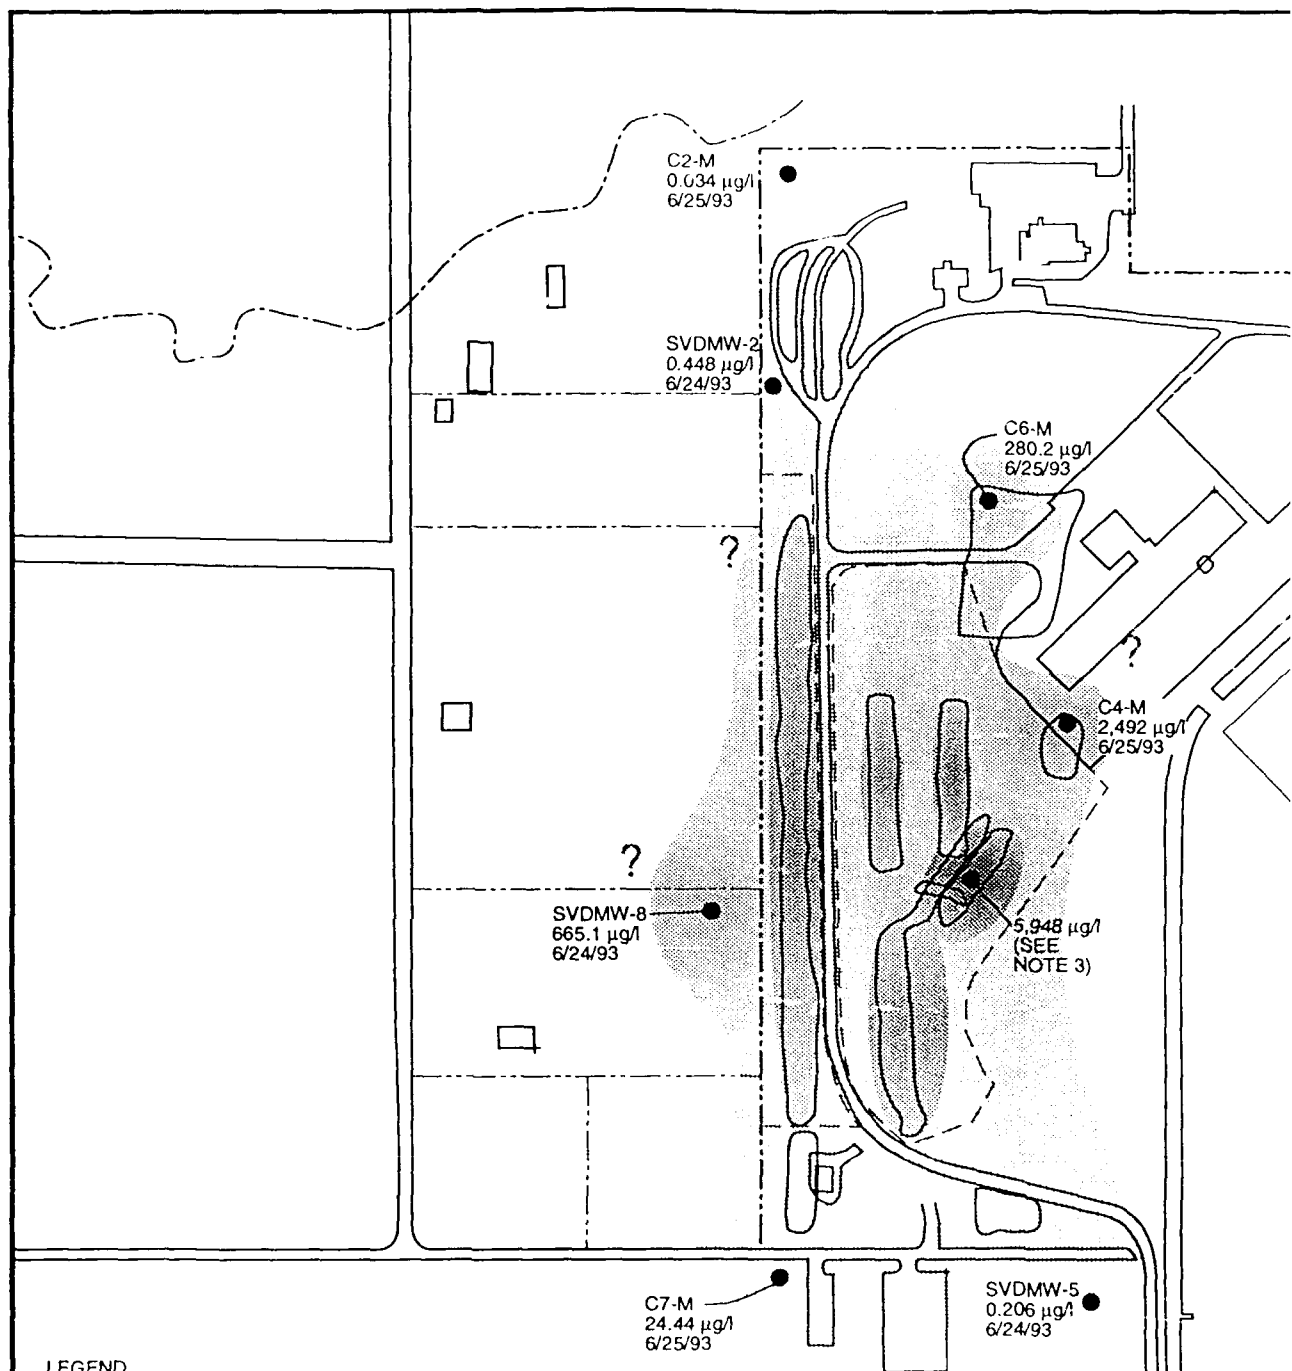 C2-M
0.034 µg/l
6/25/93
SVDMW-2
0.448 µg/l
6/24/93
C6-M
280.2 µg/l
6/25/93
?
?
C4-M
2,492 µg/l
6/25/93
?
SVDMW-8
665.1 µg/l
6/24/93
5,948 µg/l
(SEE
NOTE 3)
C7-M
24.44 µg/l
6/25/93
SVDMW-5
0.206 µg/l
6/24/93
LEGEND